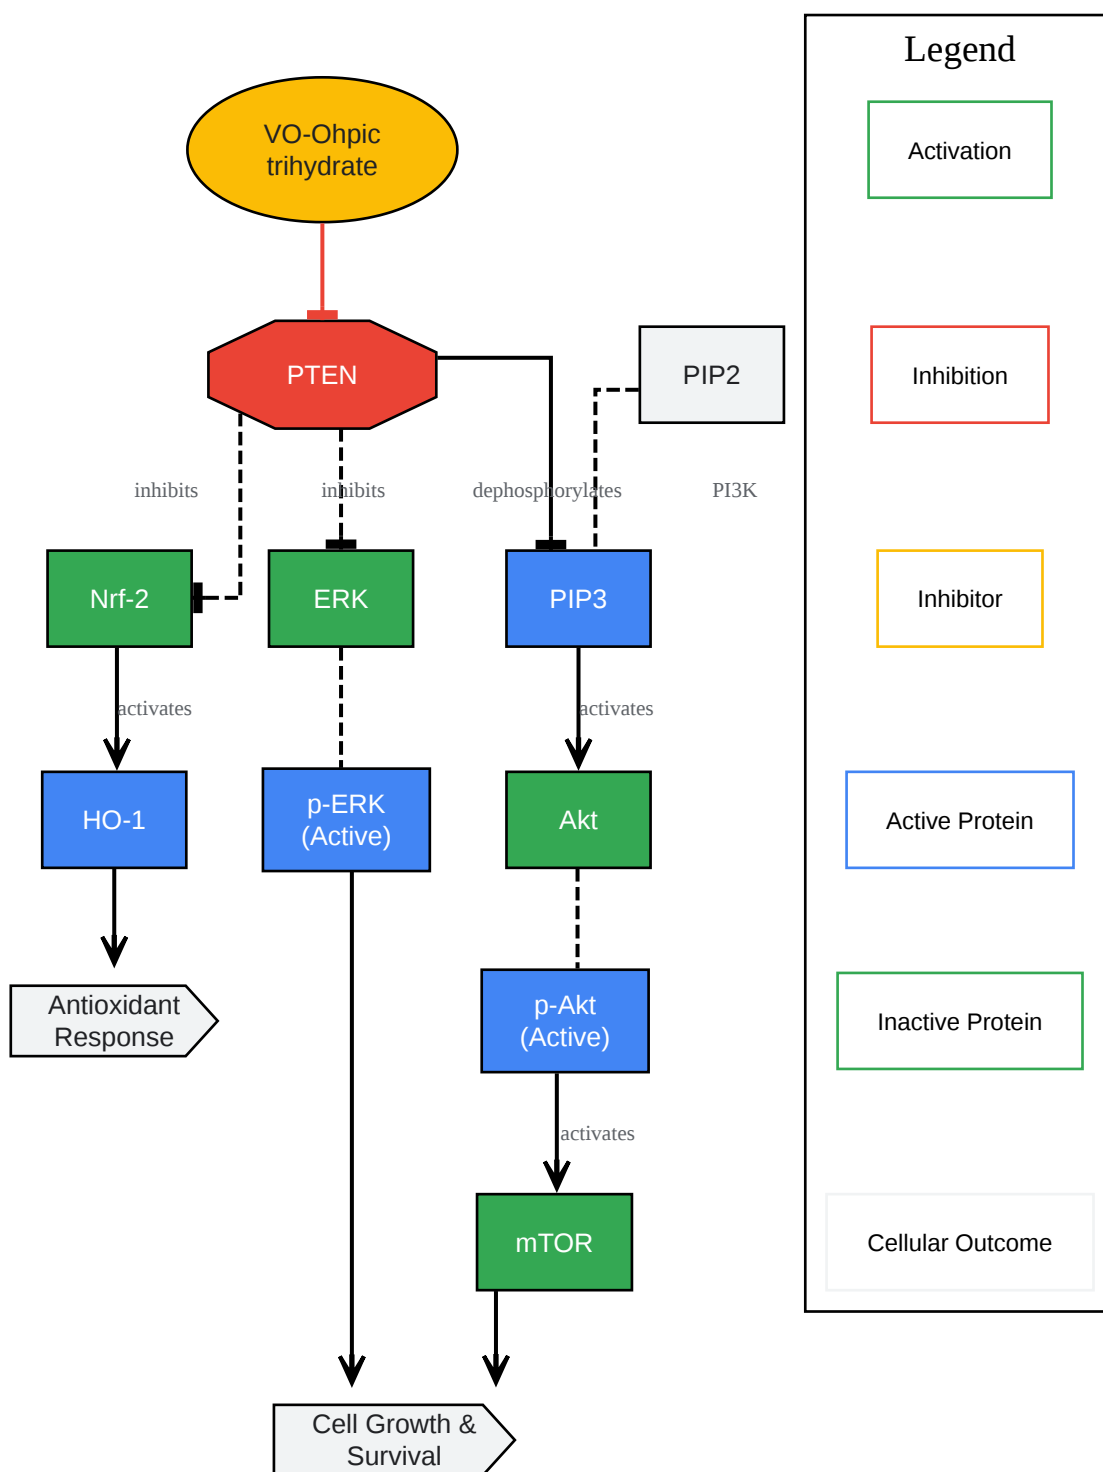 Legend
VO-Ohpic
trihydrate
Activation
PTEN
PIP2
Inhibition
inhibits
inhibits
dephosphorylates
PI3K
Nrf-2
ERK
PIP3
Inhibitor
activates
activates
HO-1
p-ERK
(Active)
Akt
Active Protein
Antioxidant
Response
p-Akt
(Active)
Inactive Protein
activates
mTOR
Cellular Outcome
Cell Growth &
Survival